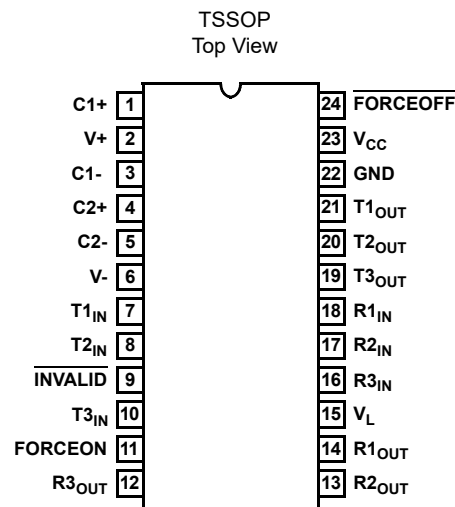 TSSOP
Top View
C1+ 1 24 FORCEOFF
V+ 2 23 VCC
C1- 3 22 GND
C2+ 4 21 T1OUT
C2- 5 20 T2OUT
V- 6 19 T3OUT
T1IN 7 18 R1IN
T2IN 8 17 R2IN
INVALID 9 16 R3IN
T3IN 10 15 VL
FORCEON 11 14 R1OUT
R3OUT 12 13 R2OUT